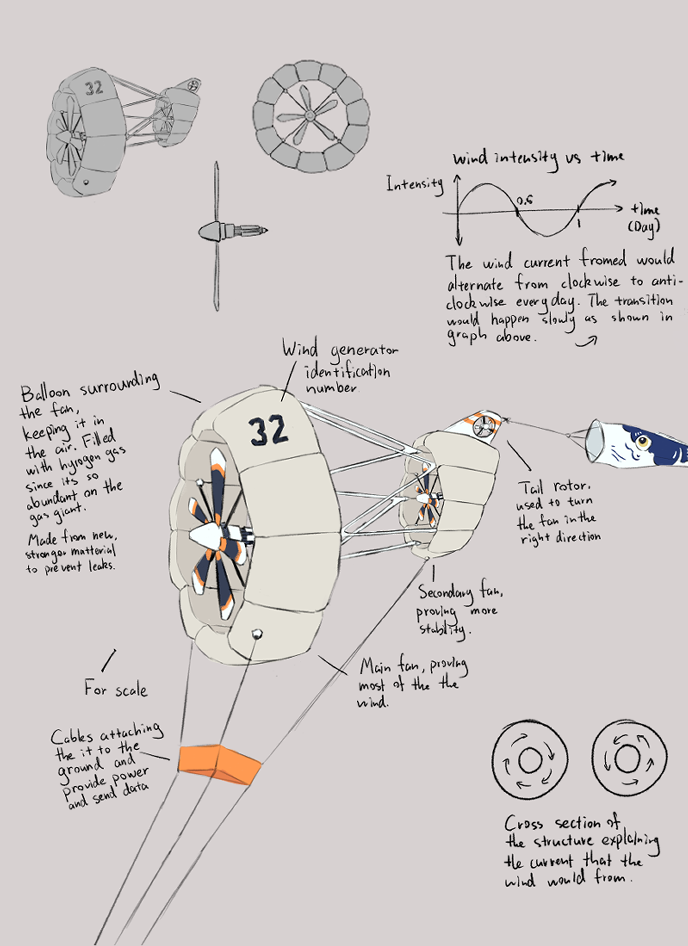 32
Wind intensity vs time
Intensity
0.5
1
time
(Day)
The wind current fromed would
alternate from clockwise to anti-
clockwise everyday. The transition
would happen slowly as shown in
graph above.
Wind generator
identification
number.
Balloon surrounding
the fan,
keeping it in
the air. Filled
with hyrogen gas
since its so
abundant on the
gas giant.
Made from new,
stronger matterial
to prevent leaks.
32
Tail rotor,
used to turn
the fan in the
right direction
Secondary fan,
proving more
stability.
Main fan, proving
most of the the
wind.
For scale
Cables attaching
the it to the
ground and
provide power
and send data
Cross section of
the structure explaining
the current that the
wind would from.